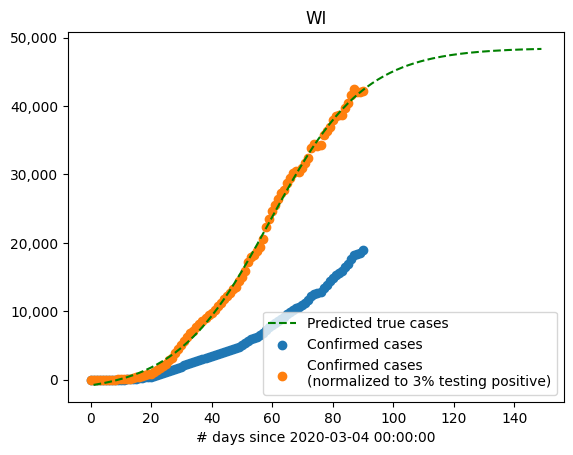 WI
50,000
40,000
30,000
20,000
10,000
0
Predicted true cases
Confirmed cases
Confirmed cases
(normalized to 3% testing positive)
0 20 40 60 80 100 120 140
# days since 2020-03-04 00:00:00